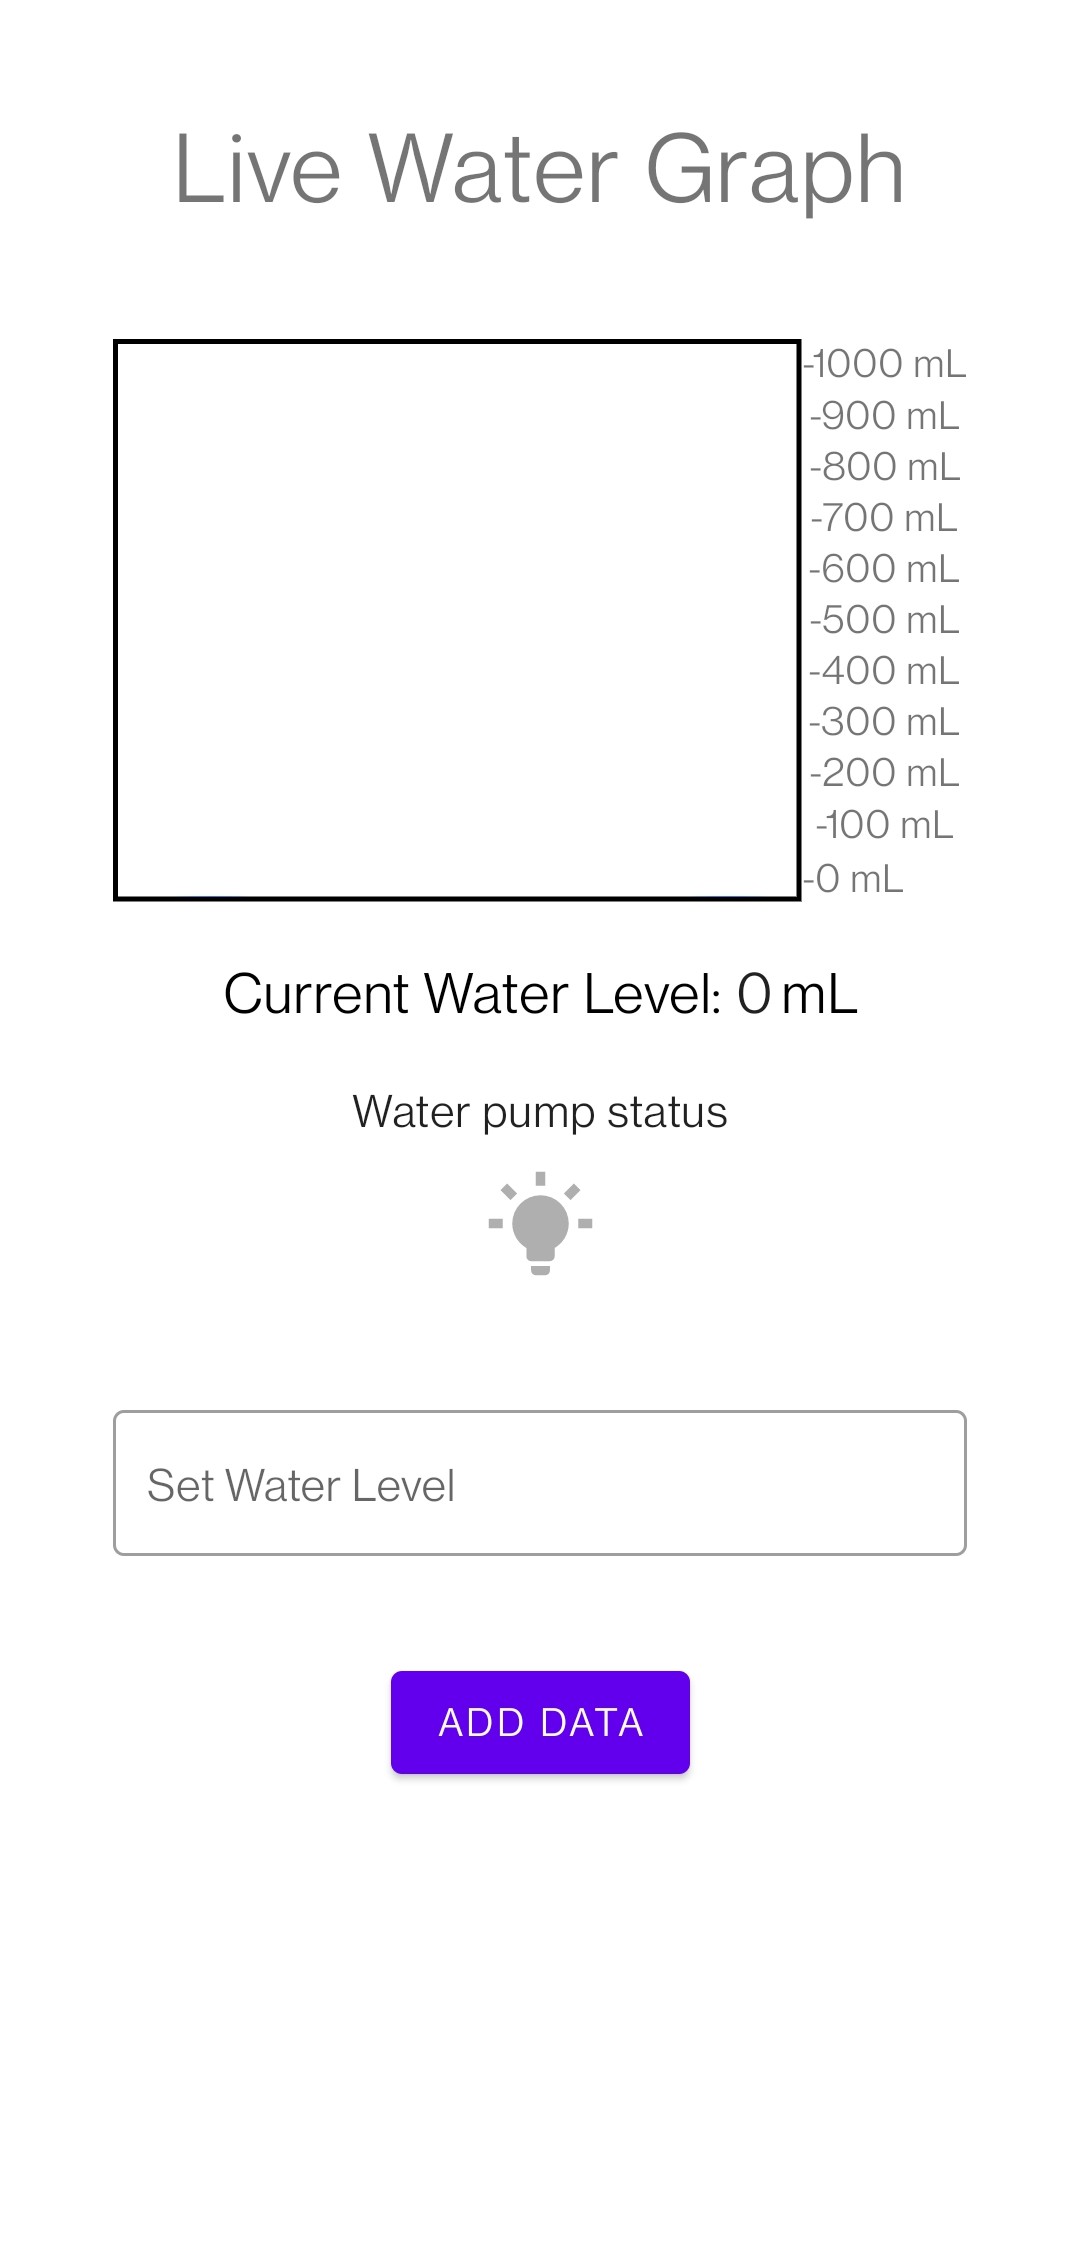 Live Water Graph
-1000 mL
-900 mL
-800 mL
-700 mL
-600 mL
-500 mL
-400 mL
-300 mL
-200 mL
-100 mL
-0 mL
Current Water Level: 0 mL
Water pump status
Set Water Level
ADD DATA